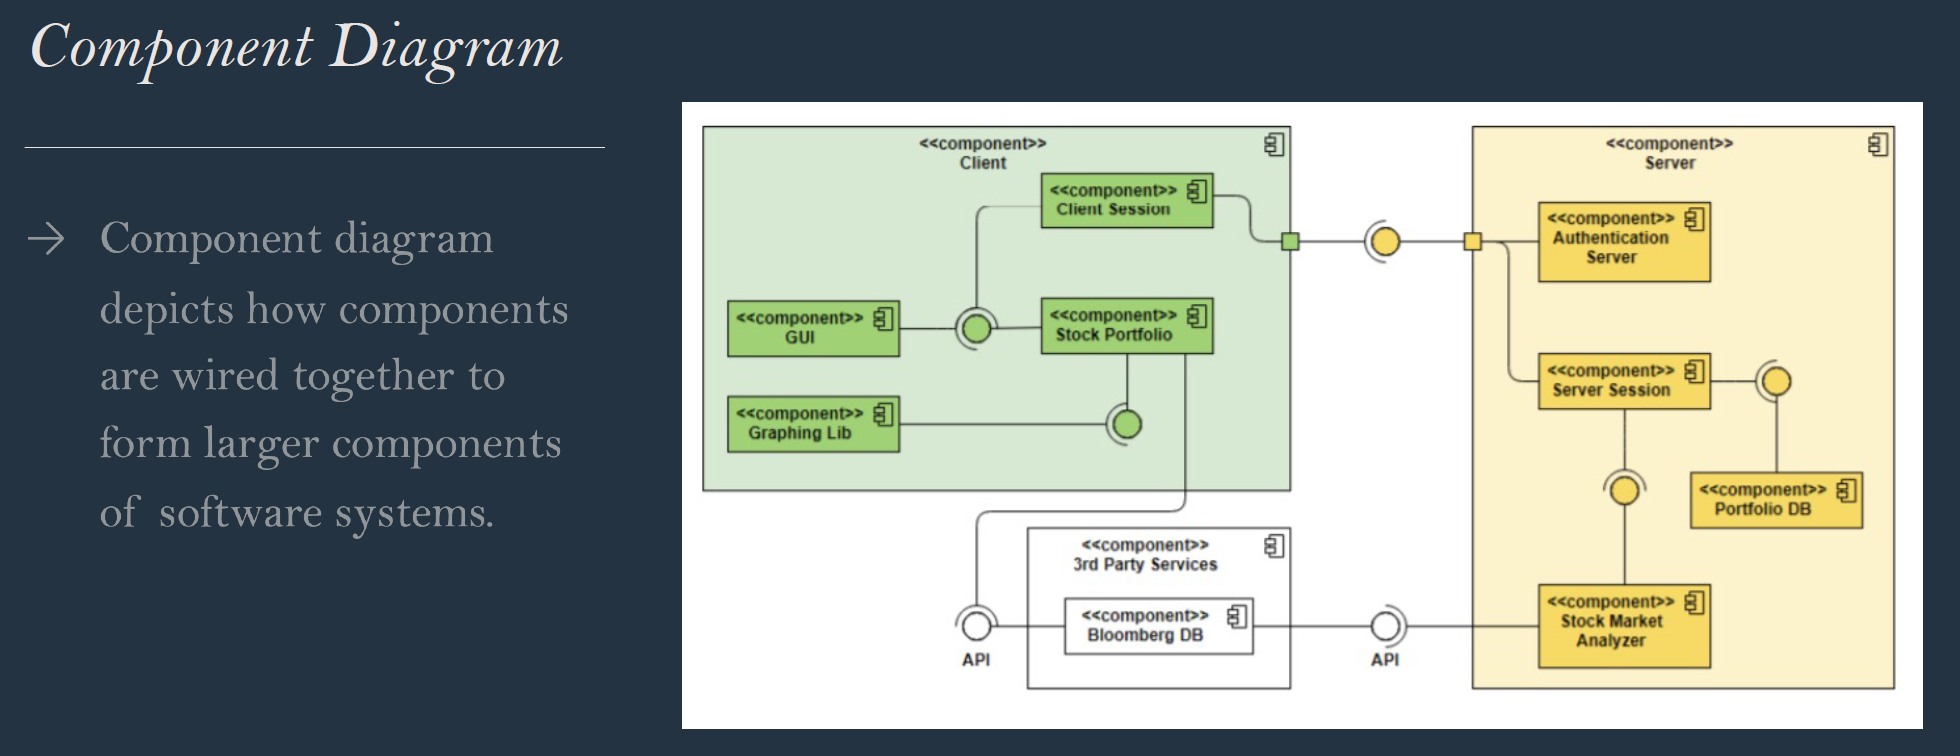 Component Diagram
→ Component diagram
depicts how components
are wired together to
form larger components
of software systems.
<<component>>
Client
<<component>>
Client Session
<<component>>
GUI
<<component>>
Stock Portfolio
<<component>>
Graphing Lib
<<component>>
3rd Party Services
<<component>>
Bloomberg DB
API
API
<<component>>
Server
<<component>>
Authentication
Server
<<component>>
Server Session
<<component>>
Portfolio DB
<<component>>
Stock Market
Analyzer